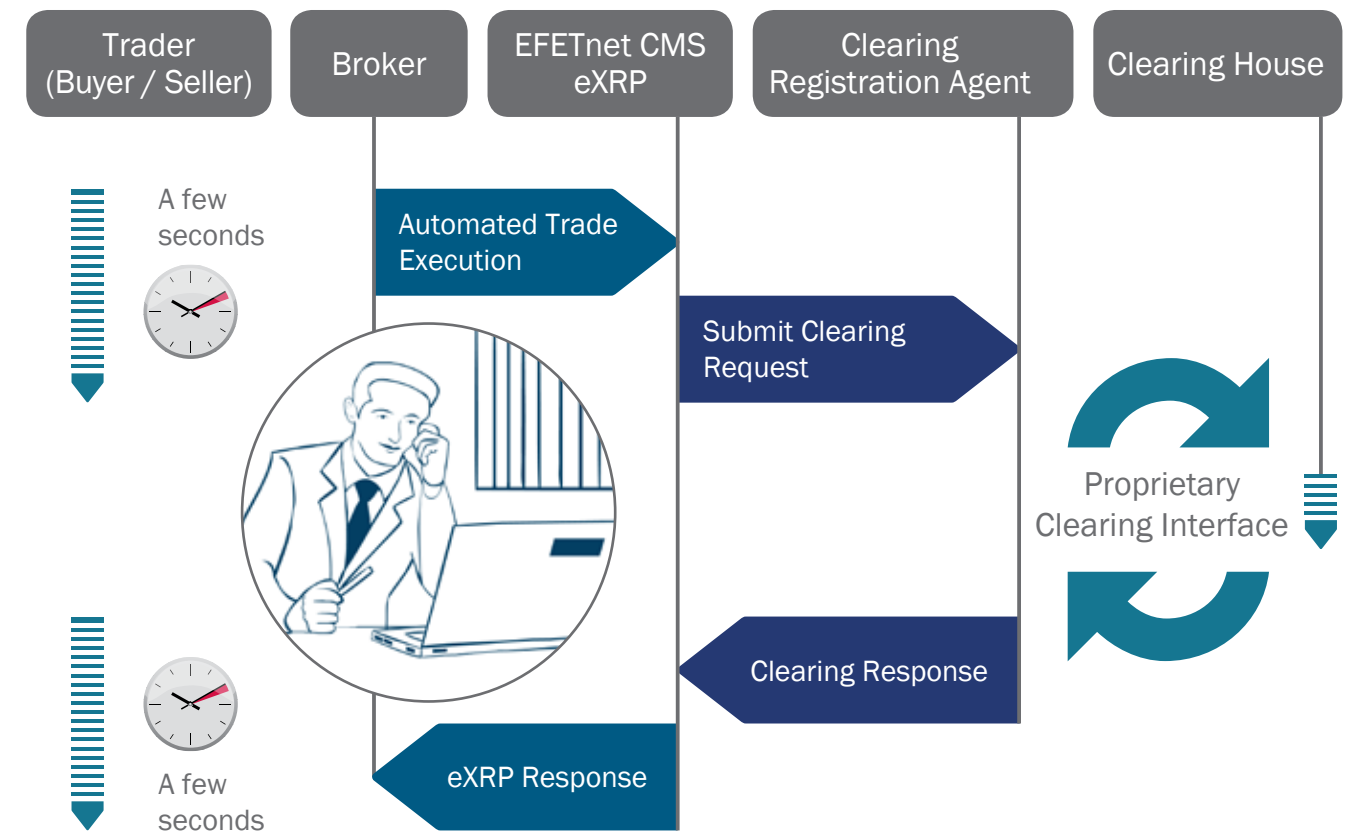 Trader
(Buyer / Seller)
Broker
EFETnet CMS
eXRP
Clearing
Registration Agent
Clearing House
A few
seconds
Automated Trade
Execution
Submit Clearing
Request
Proprietary
Clearing Interface
Clearing Response
eXRP Response
A few
seconds